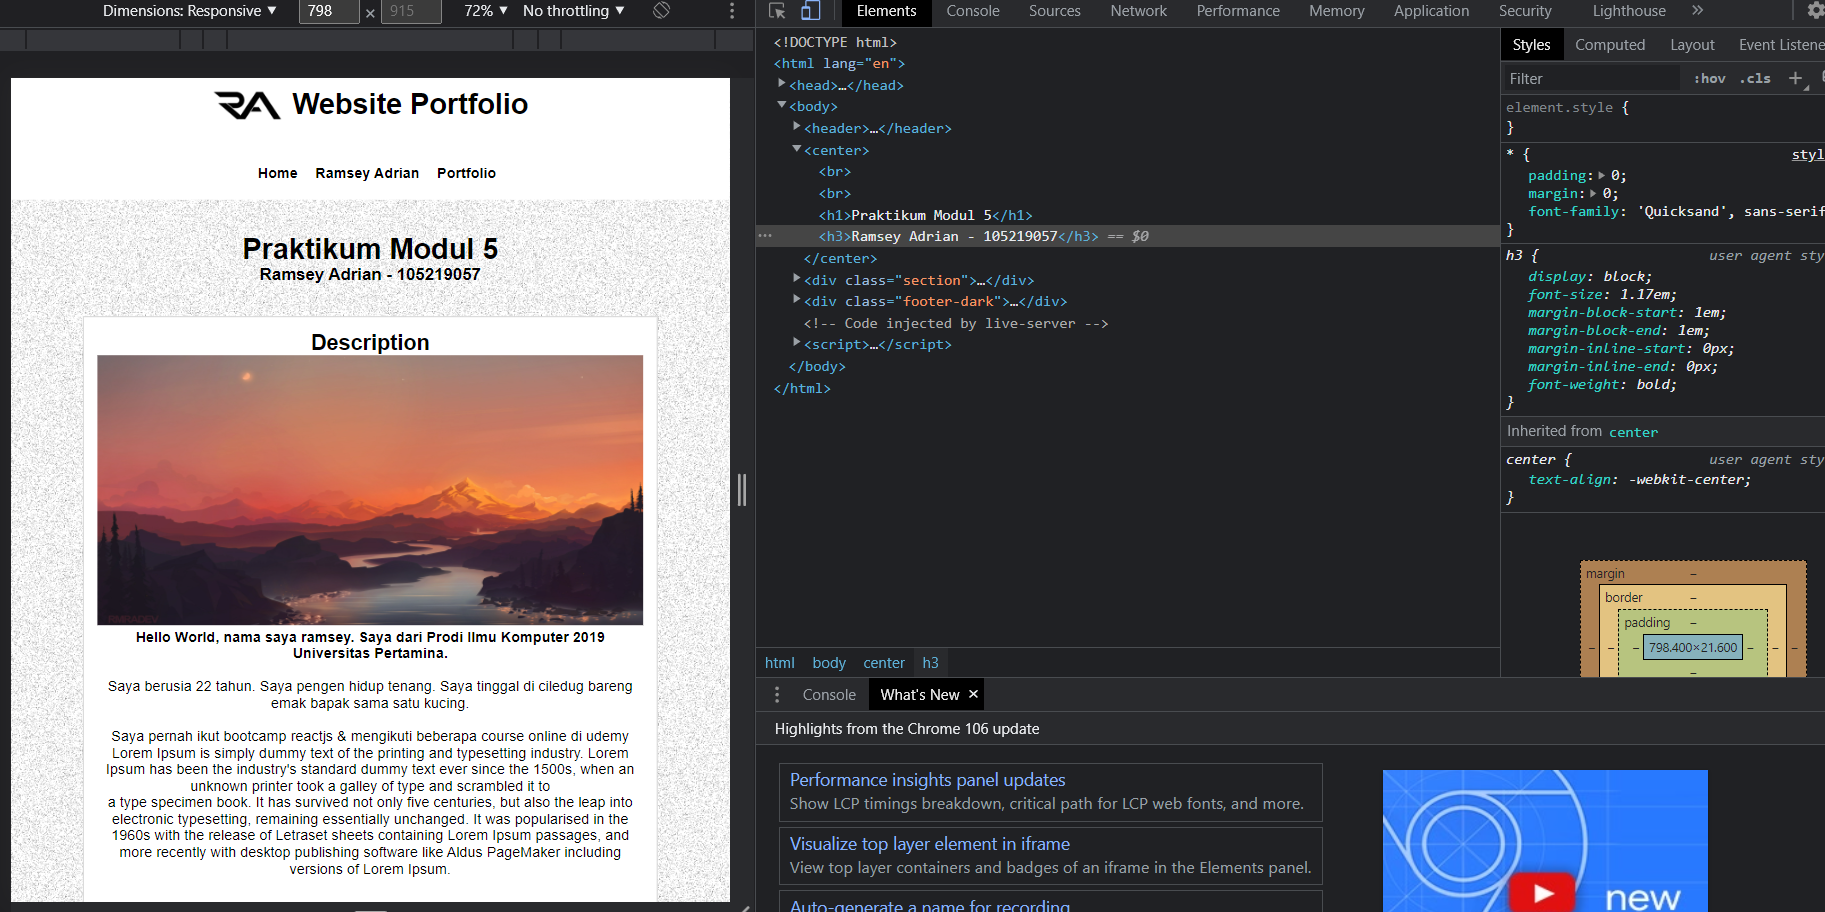 Dimensions: Responsive ▼ 798 × 915 72% ▼ No throttling ▼
Elements Console Sources Network Performance Memory Application Security Lighthouse »
RA Website Portfolio
Home Ramsey Adrian Portfolio
Praktikum Modul 5
Ramsey Adrian - 105219057
Description
Hello World, nama saya ramsey. Saya dari Prodi Ilmu Komputer 2019
Universitas Pertamina.
Saya berusia 22 tahun. Saya pengen hidup tenang. Saya tinggal di ciledug bareng
emak bapak sama satu kucing.
Saya pernah ikut bootcamp reactjs & mengikuti beberapa course online di udemy
Lorem Ipsum is simply dummy text of the printing and typesetting industry. Lorem
Ipsum has been the industry's standard dummy text ever since the 1500s, when an
unknown printer took a galley of type and scrambled it to
a type specimen book. It has survived not only five centuries, but also the leap into
electronic typesetting, remaining essentially unchanged. It was popularised in the
1960s with the release of Letraset sheets containing Lorem Ipsum passages, and
more recently with desktop publishing software like Aldus PageMaker including
versions of Lorem Ipsum.
<!DOCTYPE html>
<html lang="en">
<head>…</head>
<body>
<header>…</header>
<center>
<br>
<br>
<h1>Praktikum Modul 5</h1>
<h3>Ramsey Adrian - 105219057</h3> == $0
</center>
<div class="section">…</div>
<div class="footer-dark">…</div>
<!-- Code injected by live-server -->
<script>…</script>
</body>
</html>
html body center h3
Styles Computed Layout Event Listene
Filter :hov .cls +
element.style {
}
* { styl
padding: 0;
margin: 0;
font-family: 'Quicksand', sans-serif
}
h3 { user agent sty
display: block;
font-size: 1.17em;
margin-block-start: 1em;
margin-block-end: 1em;
margin-inline-start: 0px;
margin-inline-end: 0px;
font-weight: bold;
}
Inherited from center
center { user agent sty
text-align: -webkit-center;
}
margin –
border –
padding –
– – – 798.400×21.600 – – –
–
Console What's New ×
Highlights from the Chrome 106 update
Performance insights panel updates
Show LCP timings breakdown, critical path for LCP web fonts, and more.
Visualize top layer element in iframe
View top layer containers and badges of an iframe in the Elements panel.
Auto-generate a name for recording
new